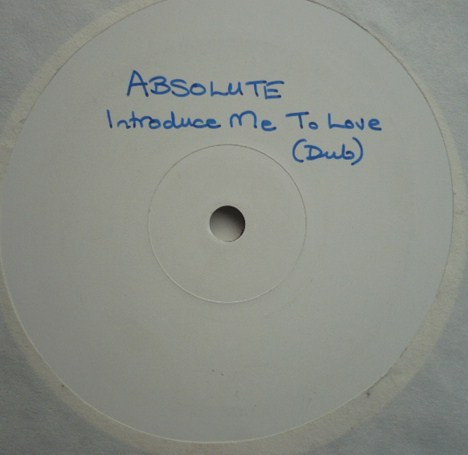 ABSOLUTE
Introduce Me To Love
(Dub)